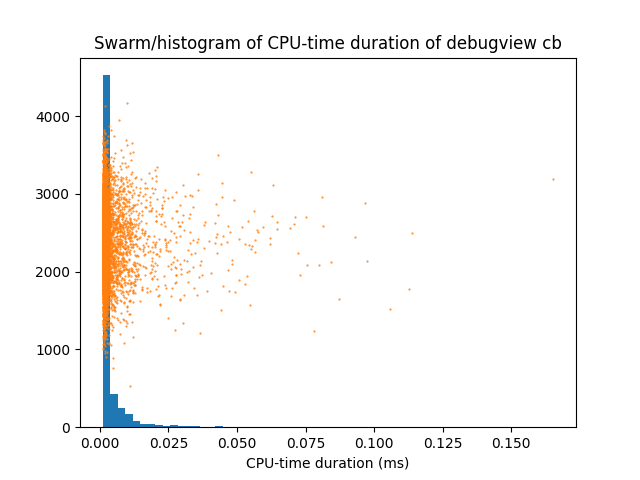 Swarm/histogram of CPU-time duration of debugview cb
4000
3000
2000
1000
0
0.000 0.025 0.050 0.075 0.100 0.125 0.150
CPU-time duration (ms)